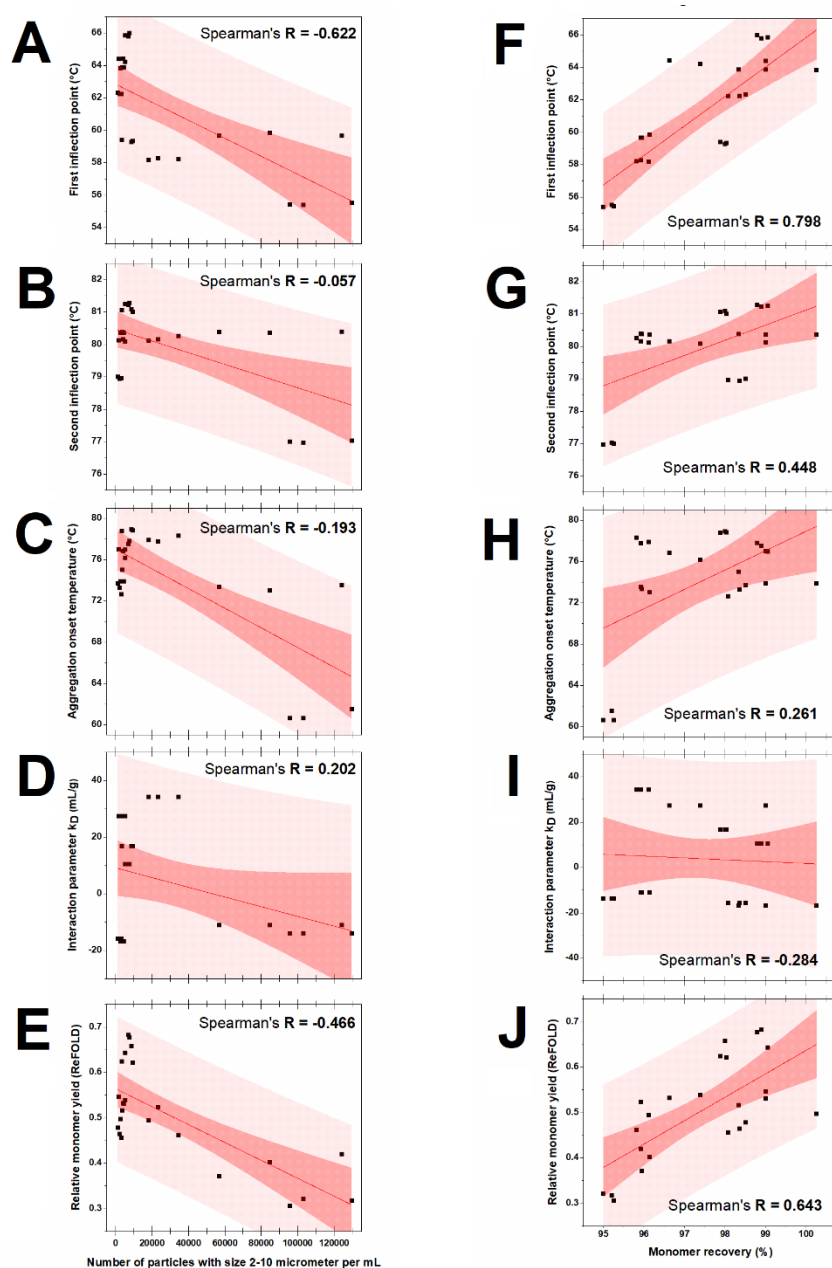 A
Spearman's R = -0.622
First inflection point (°C)
66
64
62
60
58
56
54
B
Spearman's R = -0.057
Second inflection point (°C)
82
81
80
79
78
77
76
C
Spearman's R = -0.193
Aggregation onset temperature (°C)
80
76
72
68
64
60
D
Spearman's R = 0.202
Interaction parameter kD (mL/g)
40
20
0
-20
E
Spearman's R = -0.466
Relative monomer yield (ReFOLD)
0.7
0.6
0.5
0.4
0.3
0 20000 40000 60000 80000 100000 120000
Number of particles with size 2-10 micrometer per mL
F
Spearman's R = 0.798
First inflection point (°C)
66
64
62
60
58
56
54
G
Spearman's R = 0.448
Second inflection point (°C)
82
81
80
79
78
77
76
H
Spearman's R = 0.261
Aggregation onset temperature (°C)
80
76
72
68
64
60
I
Spearman's R = -0.284
Interaction parameter kD (mL/g)
40
20
0
-20
-40
J
Spearman's R = 0.643
Relative monomer yield (ReFOLD)
0.7
0.6
0.5
0.4
0.3
95 96 97 98 99 100
Monomer recovery (%)